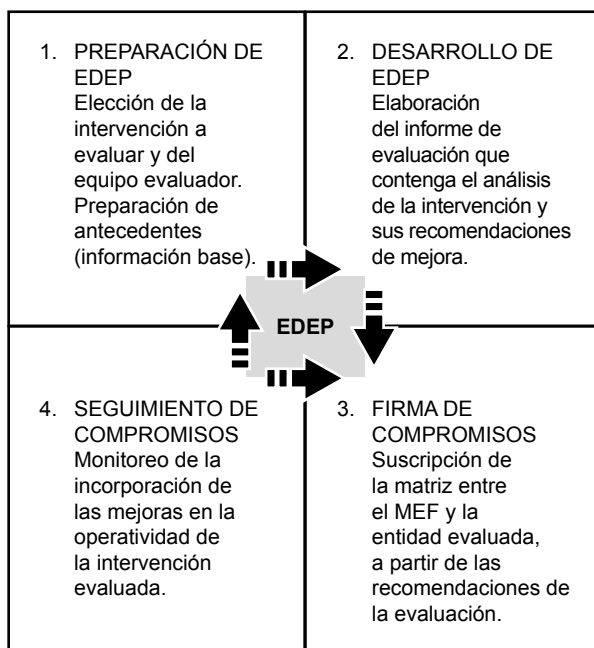 1. PREPARACIÓN DE
EDEP
Elección de la
intervención a
evaluar y del
equipo evaluador.
Preparación de
antecedentes
(información base).
2. DESARROLLO DE
EDEP
Elaboración
del informe de
evaluación que
contenga el análisis
de la intervención y
sus recomendaciones
de mejora.
EDEP
4. SEGUIMIENTO DE
COMPROMISOS
Monitoreo de la
incorporación de
las mejoras en la
operatividad de
la intervención
evaluada.
3. FIRMA DE
COMPROMISOS
Suscripción de
la matriz entre
el MEF y la
entidad evaluada,
a partir de las
recomendaciones de
la evaluación.